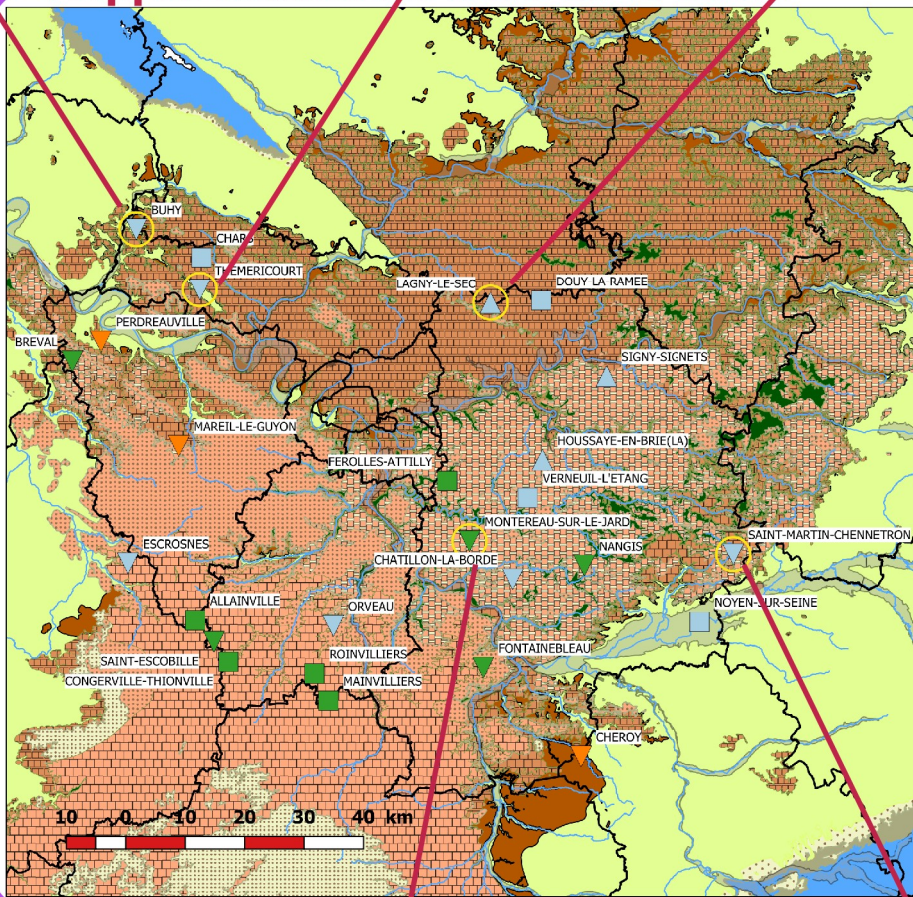 BUHY
CHARS
THEMERICOURT
LAGNY-LE-SEC
DOUY LA RAMEE
PERDREAUVILLE
BREVAL
SIGNY-SIGNETS
MAREIL-LE-GUYON
HOUSSAYE-EN-BRIE(LA)
FEROLLES-ATTILLY
VERNEUIL-L'ETANG
MONTEREAU-SUR-LE-JARD
SAINT-MARTIN-CHENNETRON
ESCROSNES
CHATILLON-LA-BORDE
NANGIS
ALLAINVILLE
ORVEAU
NOYEN-SUR-SEINE
SAINT-ESCOBILLE
ROINVILLIERS
FONTAINEBLEAU
CONGERVILLE-THIONVILLE
MAINVILLIERS
CHEROY
10 0 10 20 30 40 km